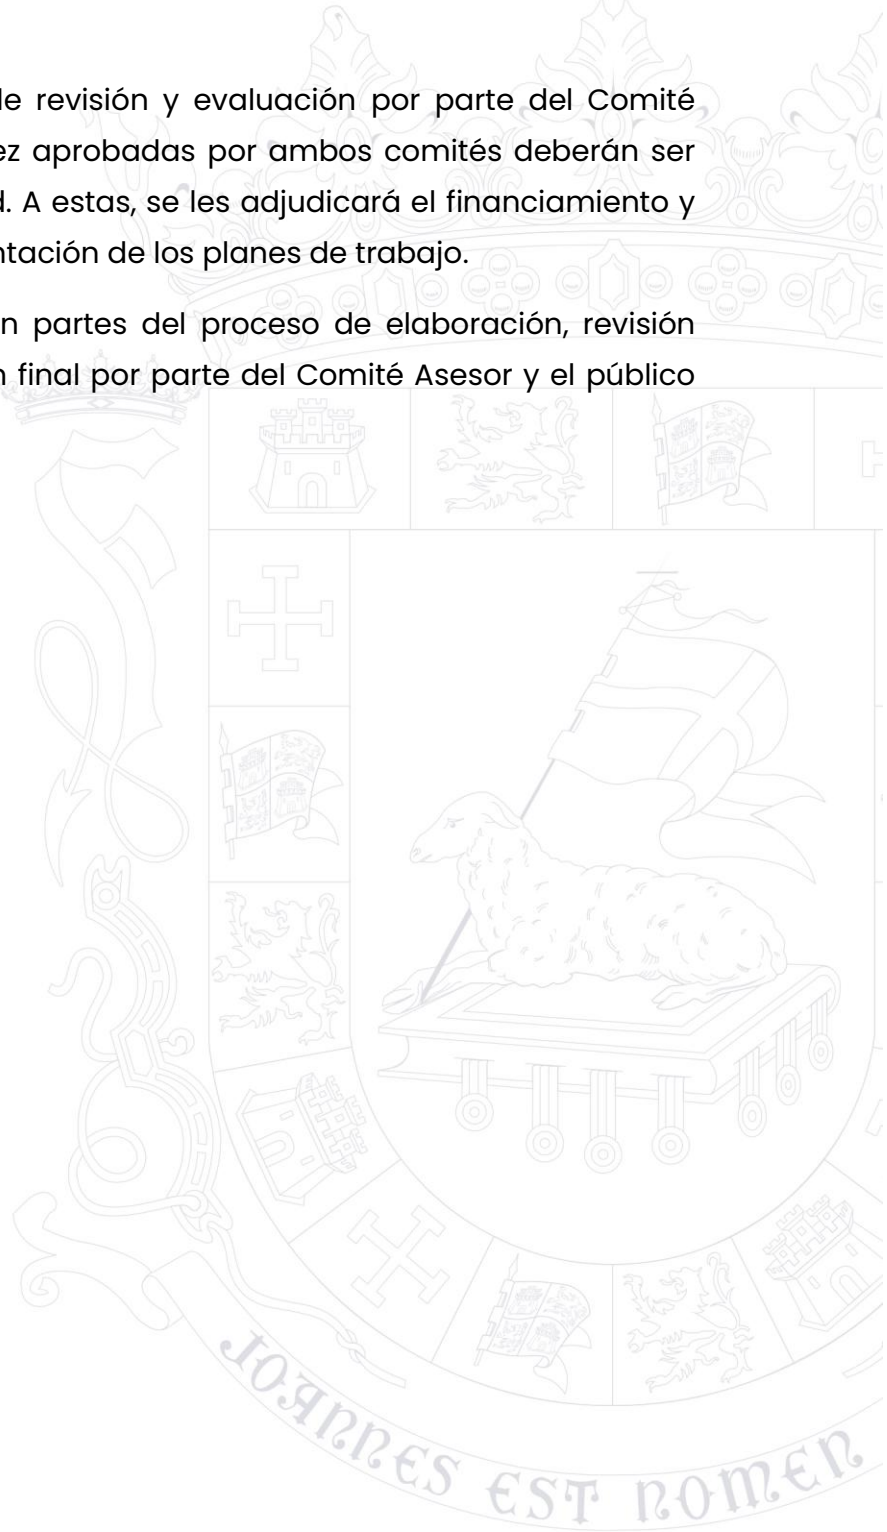 de revisión y evaluación por parte del Comité
ez aprobadas por ambos comités deberán ser
d. A estas, se les adjudicará el financiamiento y
ntación de los planes de trabajo.
n partes del proceso de elaboración, revisión
n final por parte del Comité Asesor y el público
JOANNES EST NOMEN